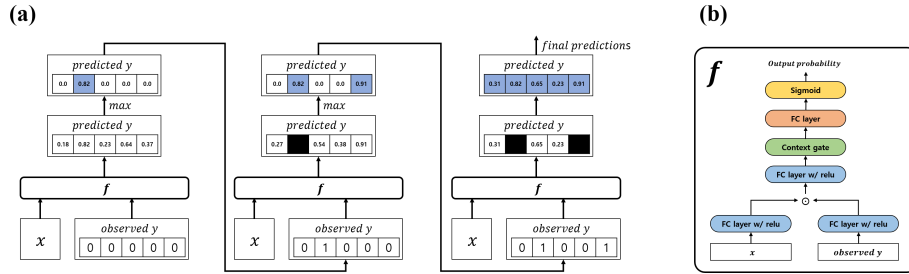 (a)
predicted y
0.0 0.82 0.0 0.0 0.0
max
predicted y
0.18 0.82 0.23 0.64 0.37
f
x
observed y
0 0 0 0 0
predicted y
0.0 0.82 0.0 0.0 0.91
max
predicted y
0.27 0.54 0.38 0.91
f
x
observed y
0 1 0 0 0
final predictions
predicted y
0.31 0.82 0.65 0.23 0.91
predicted y
0.31 0.65 0.23
f
x
observed y
0 1 0 0 1
(b)
f
Output probability
Sigmoid
FC layer
Context gate
FC layer w/ relu
FC layer w/ relu
FC layer w/ relu
x
observed y